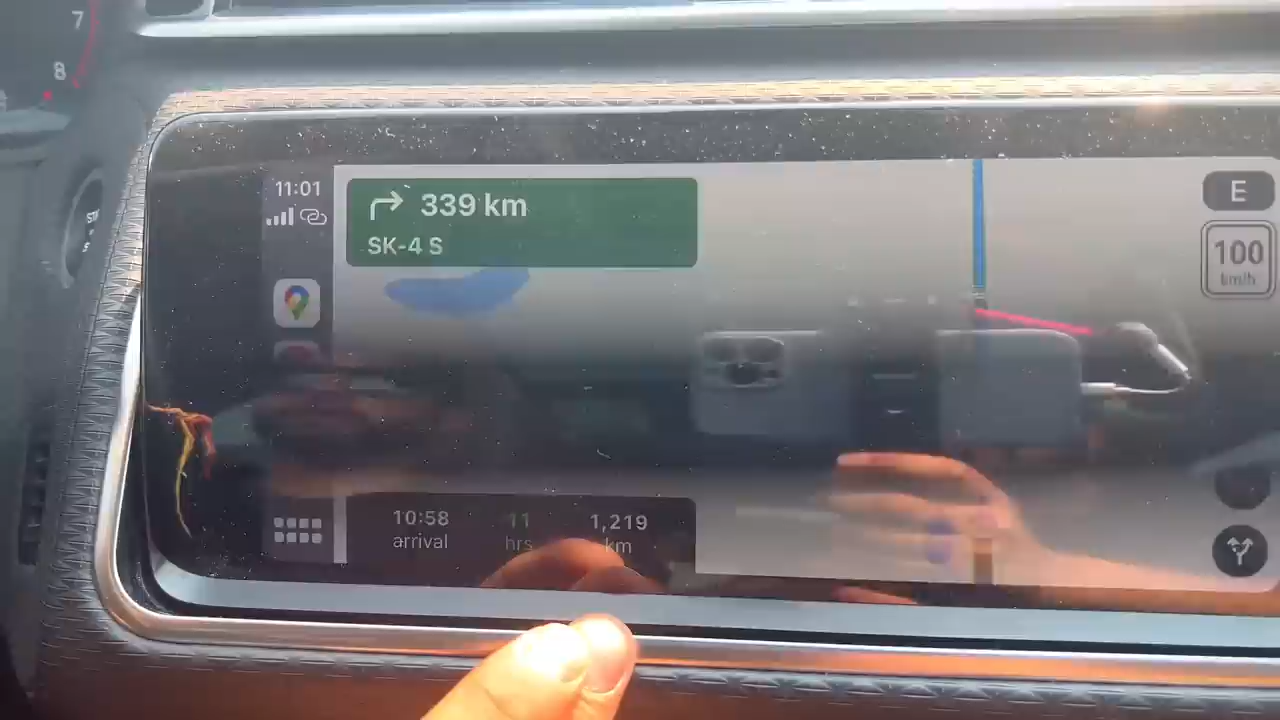 7
8
11:01
339 km
SK-4 S
E
100
km/h
10:58
11
1,219
arrival
hrs
km